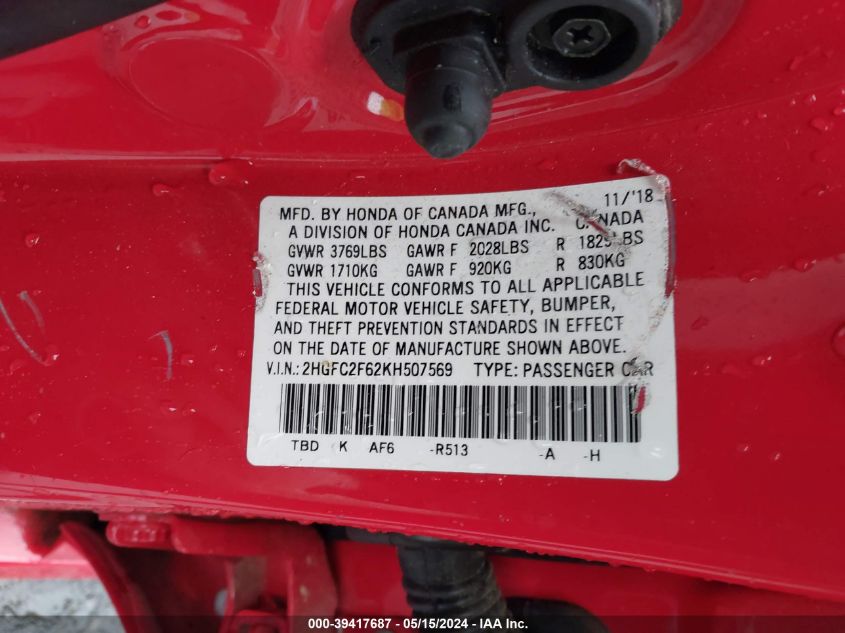 11/'18
MFD. BY HONDA OF CANADA MFG.,
A DIVISION OF HONDA CANADA INC. CANADA
GVWR 3769LBS GAWR F 2028LBS R 1829LBS
GVWR 1710KG GAWR F 920KG R 830KG
THIS VEHICLE CONFORMS TO ALL APPLICABLE
FEDERAL MOTOR VEHICLE SAFETY, BUMPER,
AND THEFT PREVENTION STANDARDS IN EFFECT
ON THE DATE OF MANUFACTURE SHOWN ABOVE.
V.I.N.: 2HGFC2F62KH507569 TYPE: PASSENGER CAR
TBD K AF6 -R513 -A -H
000-39417687 / 05/15/2024 - IAA Inc.